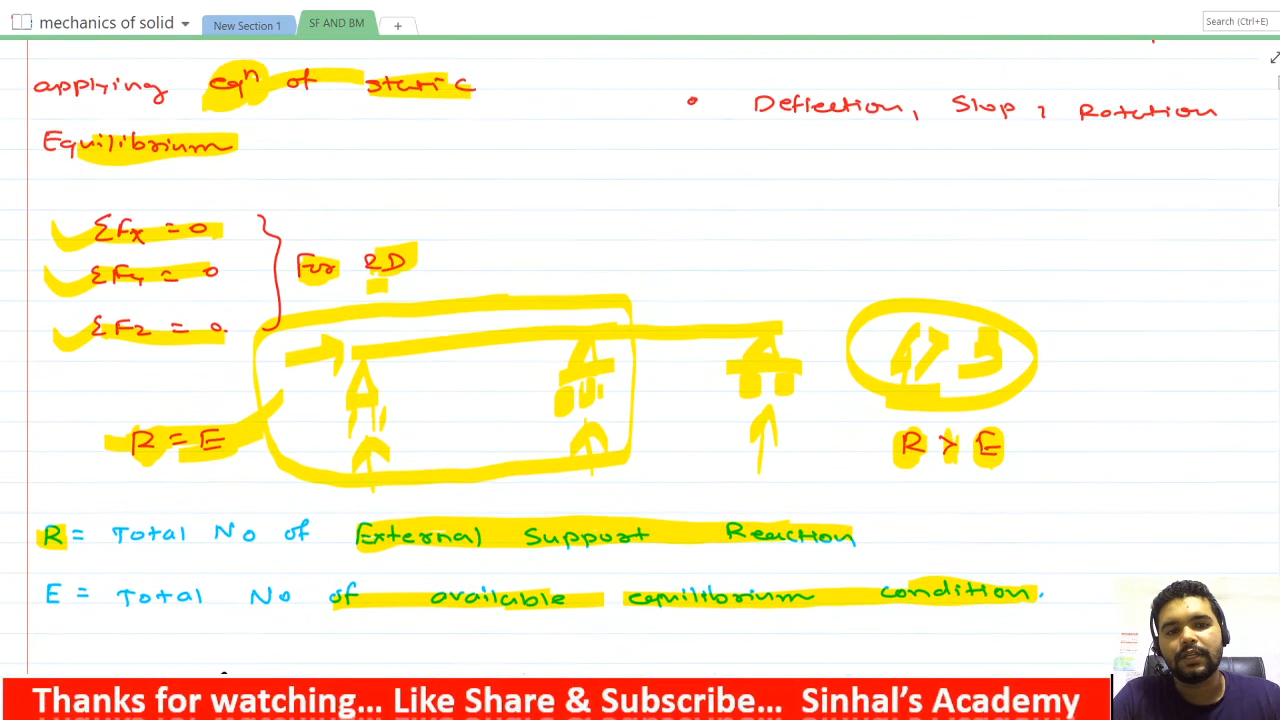 mechanics of solid
New Section 1
SF AND BM
+
Search (Ctrl+E)
applying eqn of static
Equilibrium
• Deflection, Slop, Rotation
ΣFx = 0
ΣFy = 0
ΣFz = 0.
For 2D
4 > 3
R = E
R > E
R = Total No of External Support Reaction
E = Total No of available equilibrium condition.
Thanks for watching... Like Share & Subscribe... Sinhal's Academy